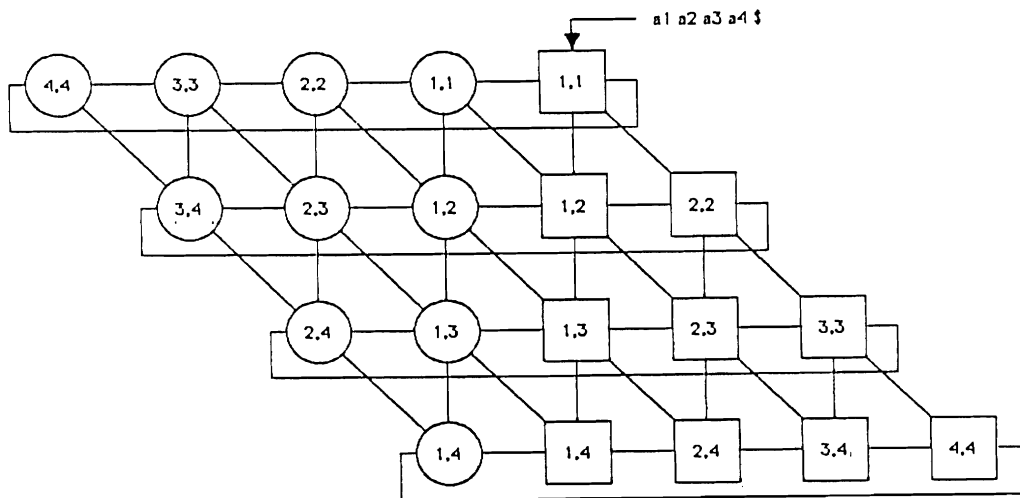 a1 a2 a3 a4 $
4,4 3,3 2,2 1,1 1,1
3,4 2,3 1,2 1,2 2,2
2,4 1,3 1,3 2,3 3,3
1,4 1,4 2,4 3,4 4,4